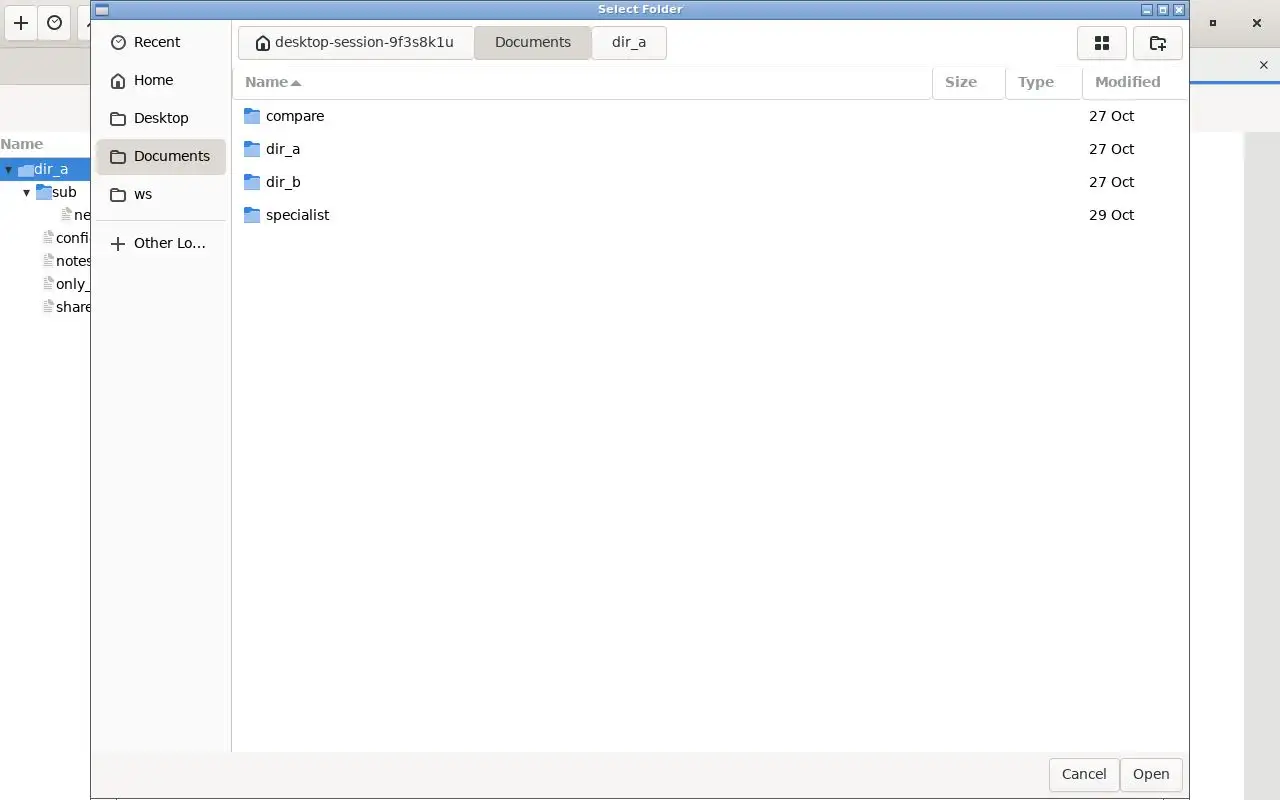 Select Folder
Recent
Home
Desktop
Documents
ws
Other Lo...
desktop-session-9f3s8k1u
Documents
dir_a
Name
Size
Type
Modified
compare
27 Oct
dir_a
27 Oct
dir_b
27 Oct
specialist
29 Oct
Cancel
Open
Name
dir_a
sub
ne
confi
notes
only_
share